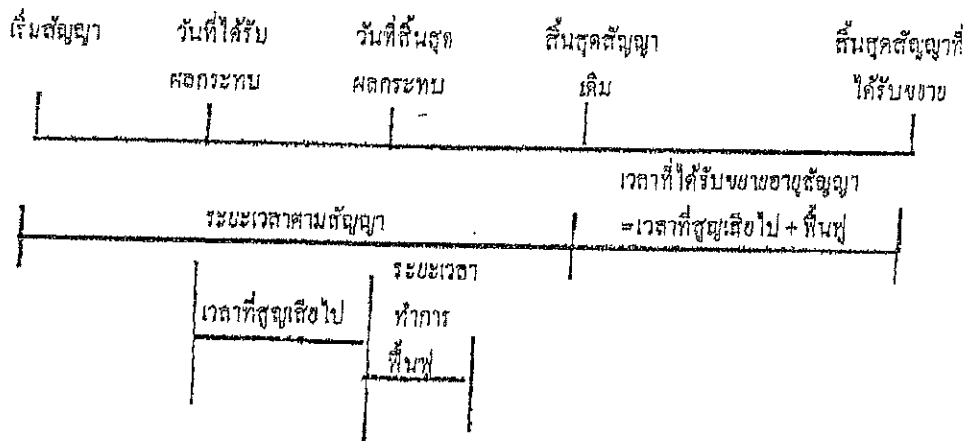 เริ่มสัญญา วันที่ได้รับ วันที่สิ้นสุด สิ้นสุดสัญญา สิ้นสุดสัญญาที่
ผลกระทบ ผลกระทบ เดิม ได้รับขยาย
เวลาที่ได้รับขยายอายุสัญญา
ระยะเวลาตามสัญญา =เวลาที่สูญเสียไป + ฟื้นฟู
ระยะเวลา
เวลาที่สูญเสียไป ทำการ
ฟื้นฟู